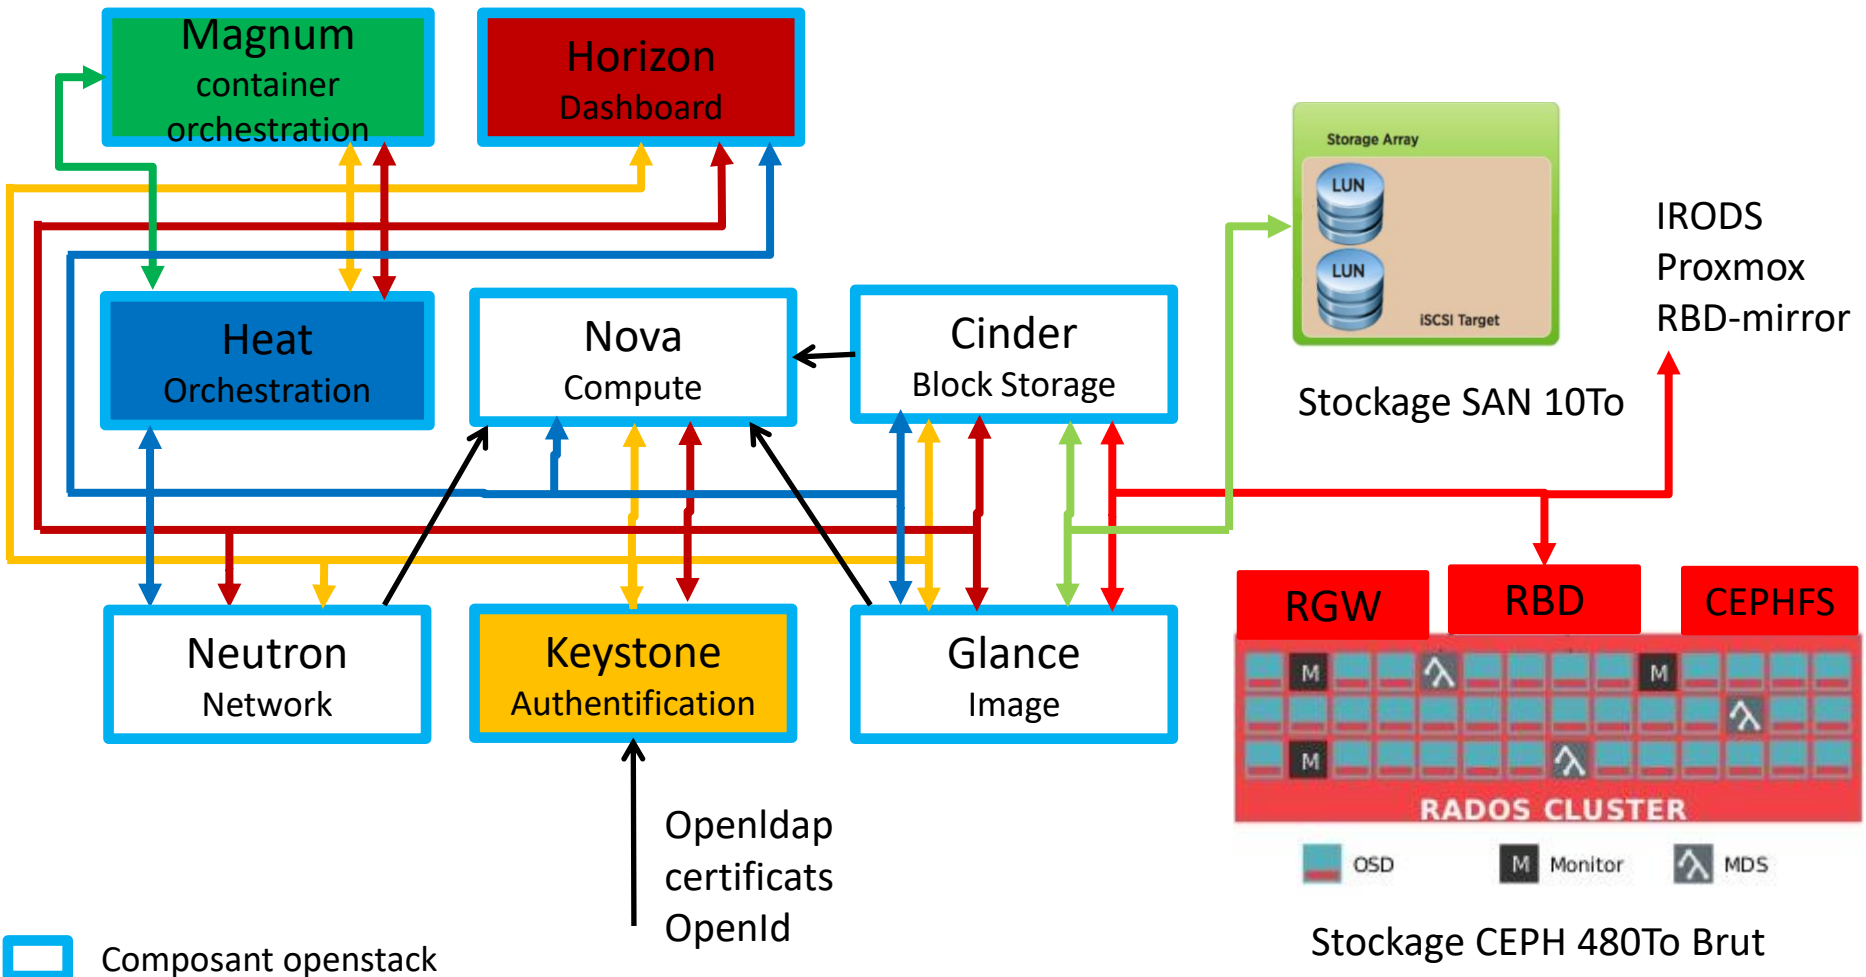 Magnum
container
orchestration
Horizon
Dashboard
Storage Array
LUN
LUN
iSCSI Target
Stockage SAN 10To
IRODS
Proxmox
RBD-mirror
Heat
Orchestration
Nova
Compute
Cinder
Block Storage
Neutron
Network
Keystone
Authentification
Glance
Image
RGW
RBD
CEPHFS
M
M
M
RADOS CLUSTER
OSD
M Monitor
MDS
Stockage CEPH 480To Brut
Openldap
certificats
OpenId
Composant openstack